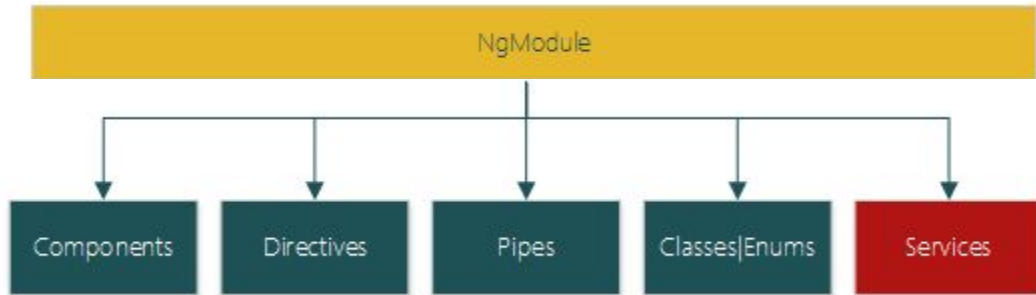 NgModule
Components
Directives
Pipes
Classes|Enums
Services